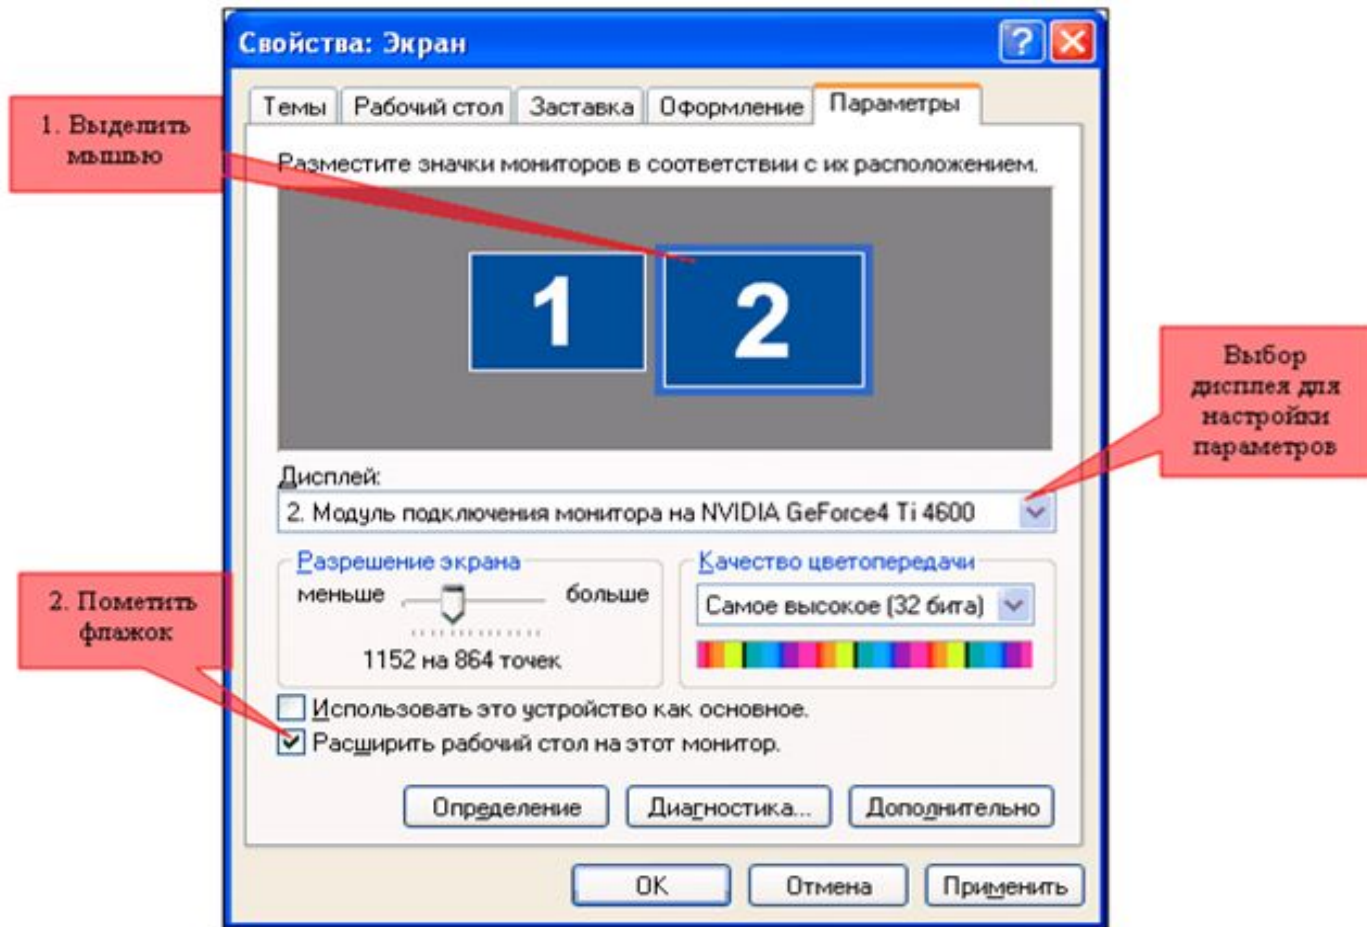 Свойства: Экран
Темы Рабочий стол Заставка Оформление Параметры
1. Выделить
мышью
Разместите значки мониторов в соответствии с их расположением.
1 2
Выбор
дисплея для
настройки
параметров
Дисплей:
2. Модуль подключения монитора на NVIDIA GeForce4 Ti 4600
Разрешение экрана
меньше больше
1152 на 864 точек
Качество цветопередачи
Самое высокое (32 бита)
2. Пометить
флажок
Использовать это устройство как основное.
Расширить рабочий стол на этот монитор.
Определение Диагностика... Дополнительно
OK Отмена Применить